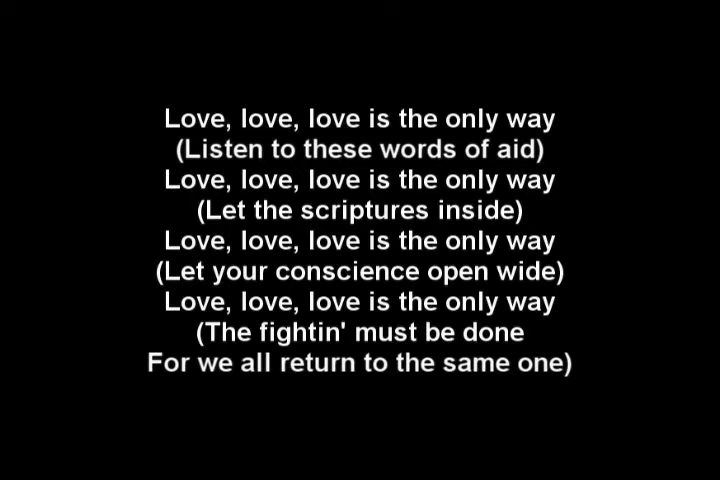 Love, love, love is the only way
(Listen to these words of aid)
Love, love, love is the only way
(Let the scriptures inside)
Love, love, love is the only way
(Let your conscience open wide)
Love, love, love is the only way
(The fightin' must be done
For we all return to the same one)